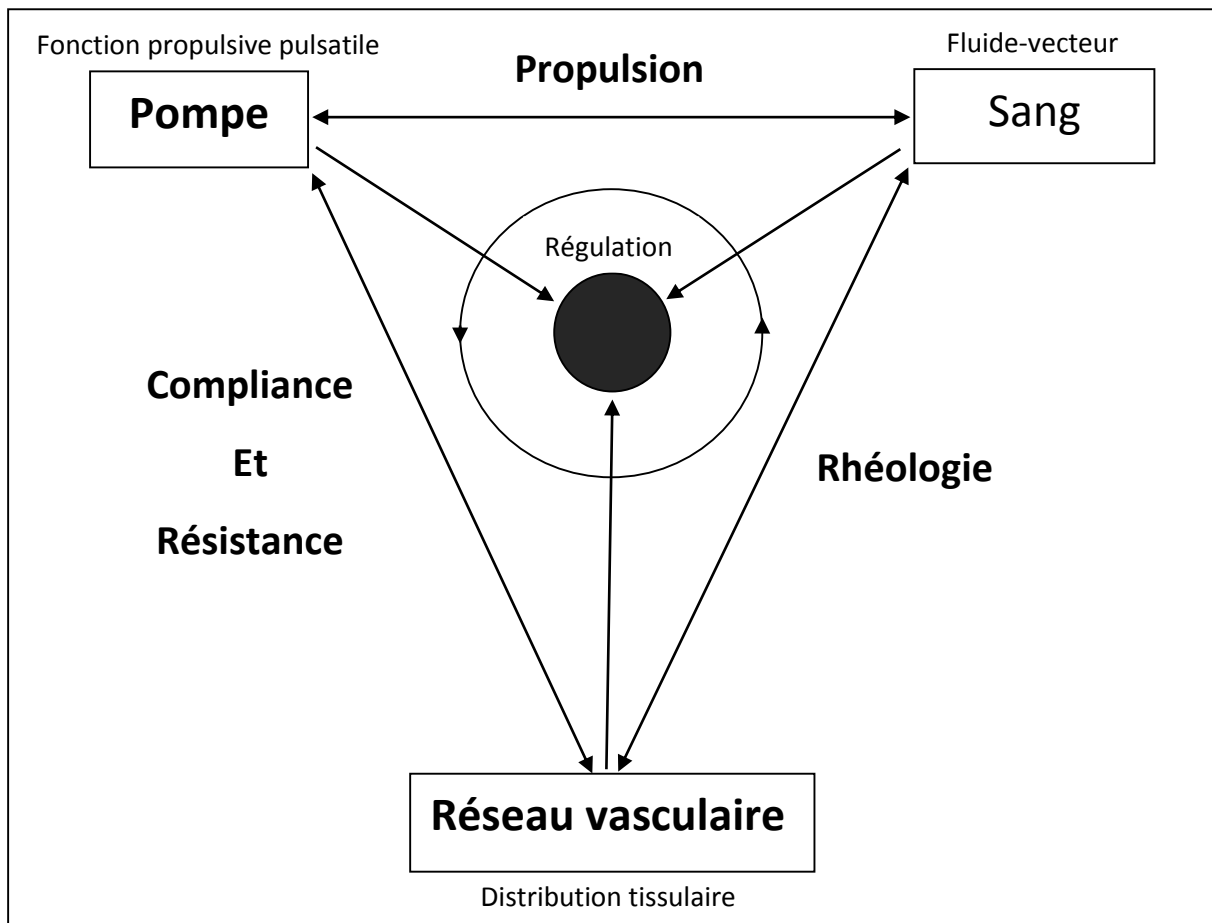 Fonction propulsive pulsatile
Fluide-vecteur
Propulsion
Pompe
Sang
Régulation
Compliance
Et
Résistance
Rhéologie
Réseau vasculaire
Distribution tissulaire